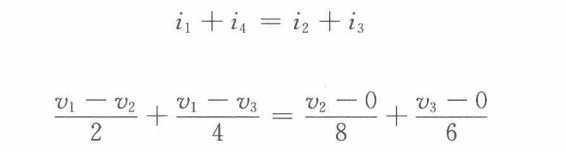 i₁ + i₄ = i₂ + i₃
(v₁ − v₂)/2 + (v₁ − v₃)/4 = (v₂ − 0)/8 + (v₃ − 0)/6